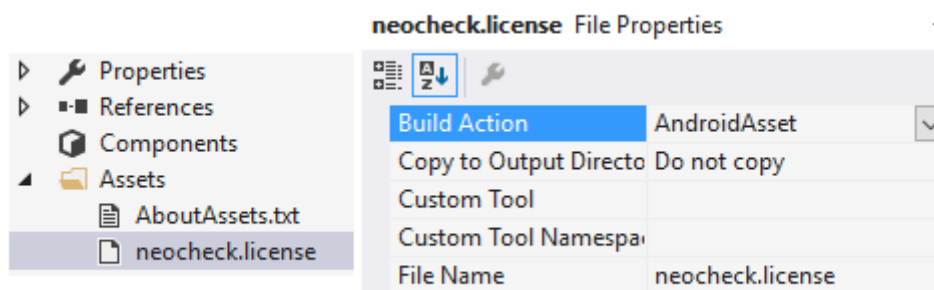 neocheck.license File Properties
Properties
References
Components
Assets
AboutAssets.txt
neocheck.license
Build Action AndroidAsset
Copy to Output Directo Do not copy
Custom Tool
Custom Tool Namespa
File Name neocheck.license